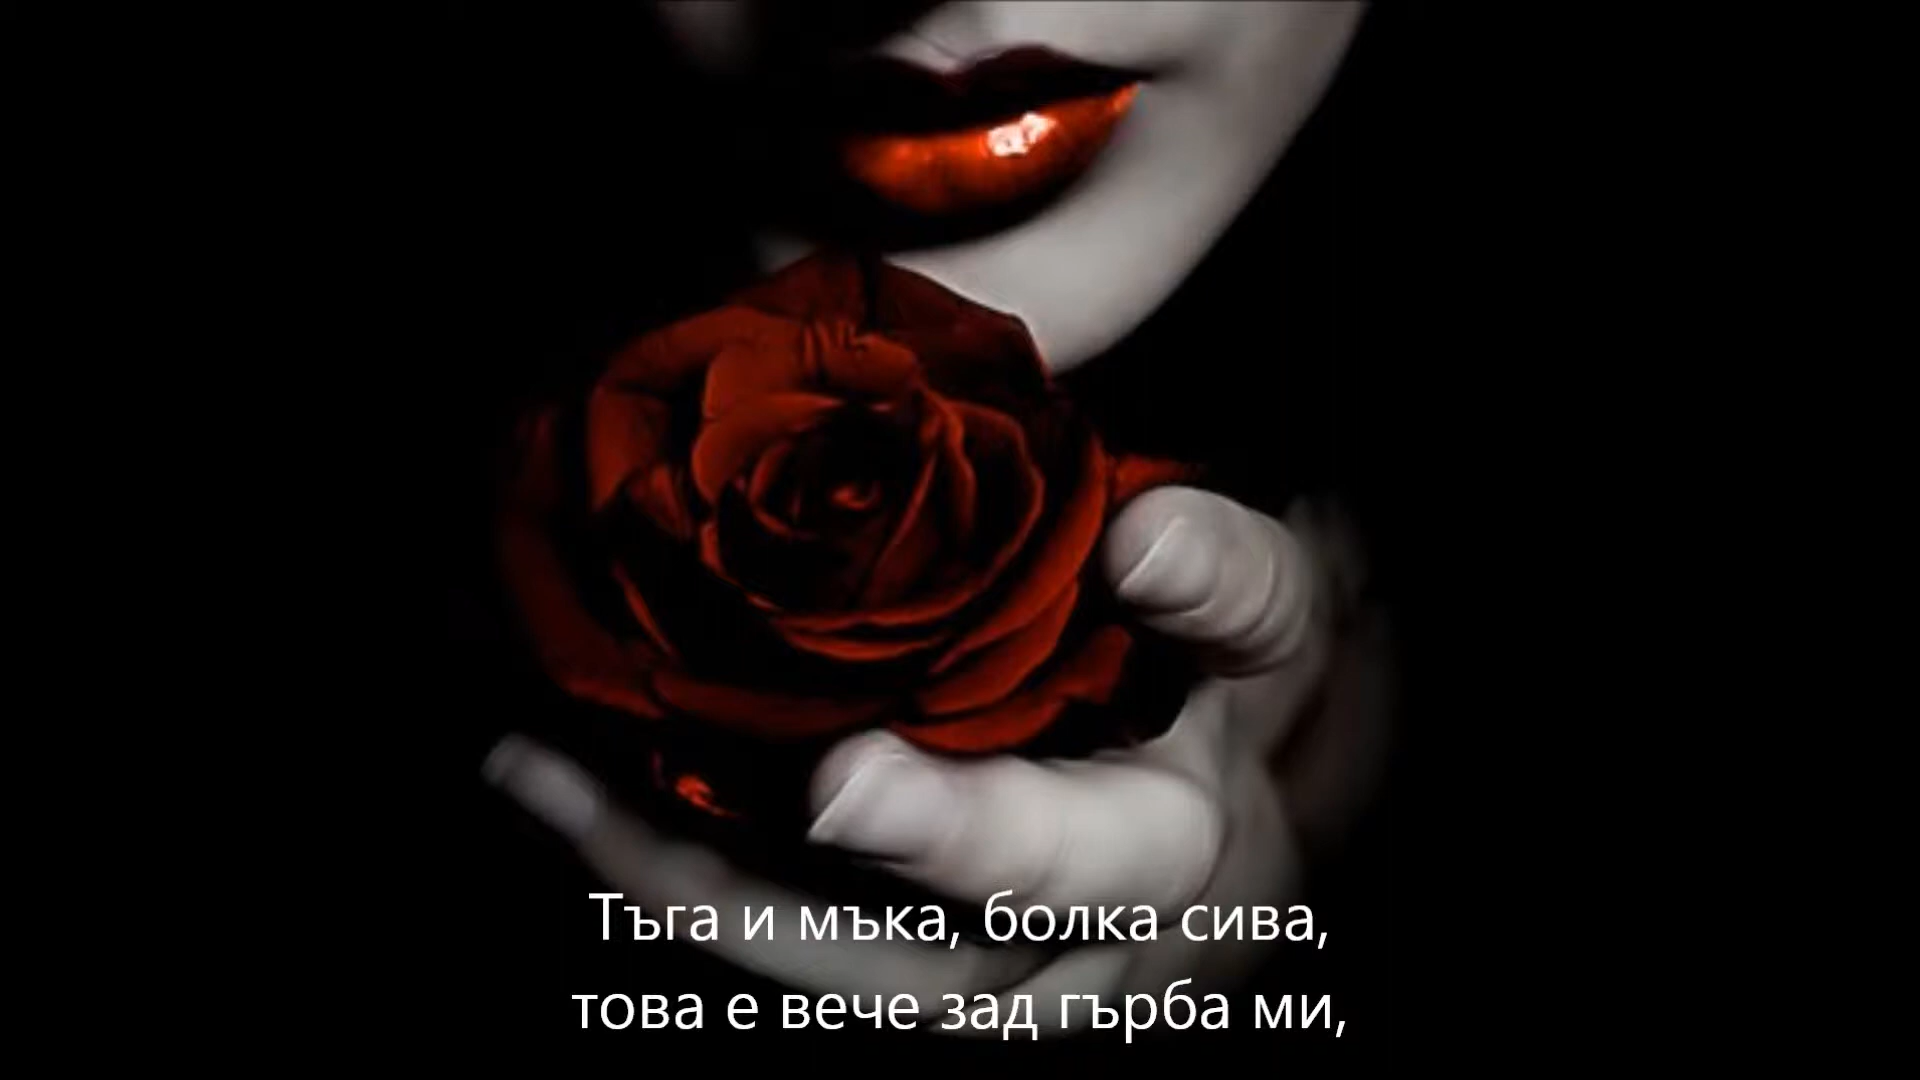 Тъга и мъка, болка сива,
това е вече зад гърба ми,